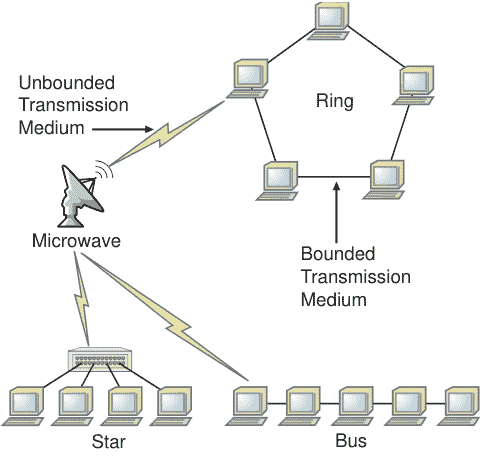 Unbounded
Transmission
Medium
Ring
Microwave
Bounded
Transmission
Medium
Star
Bus